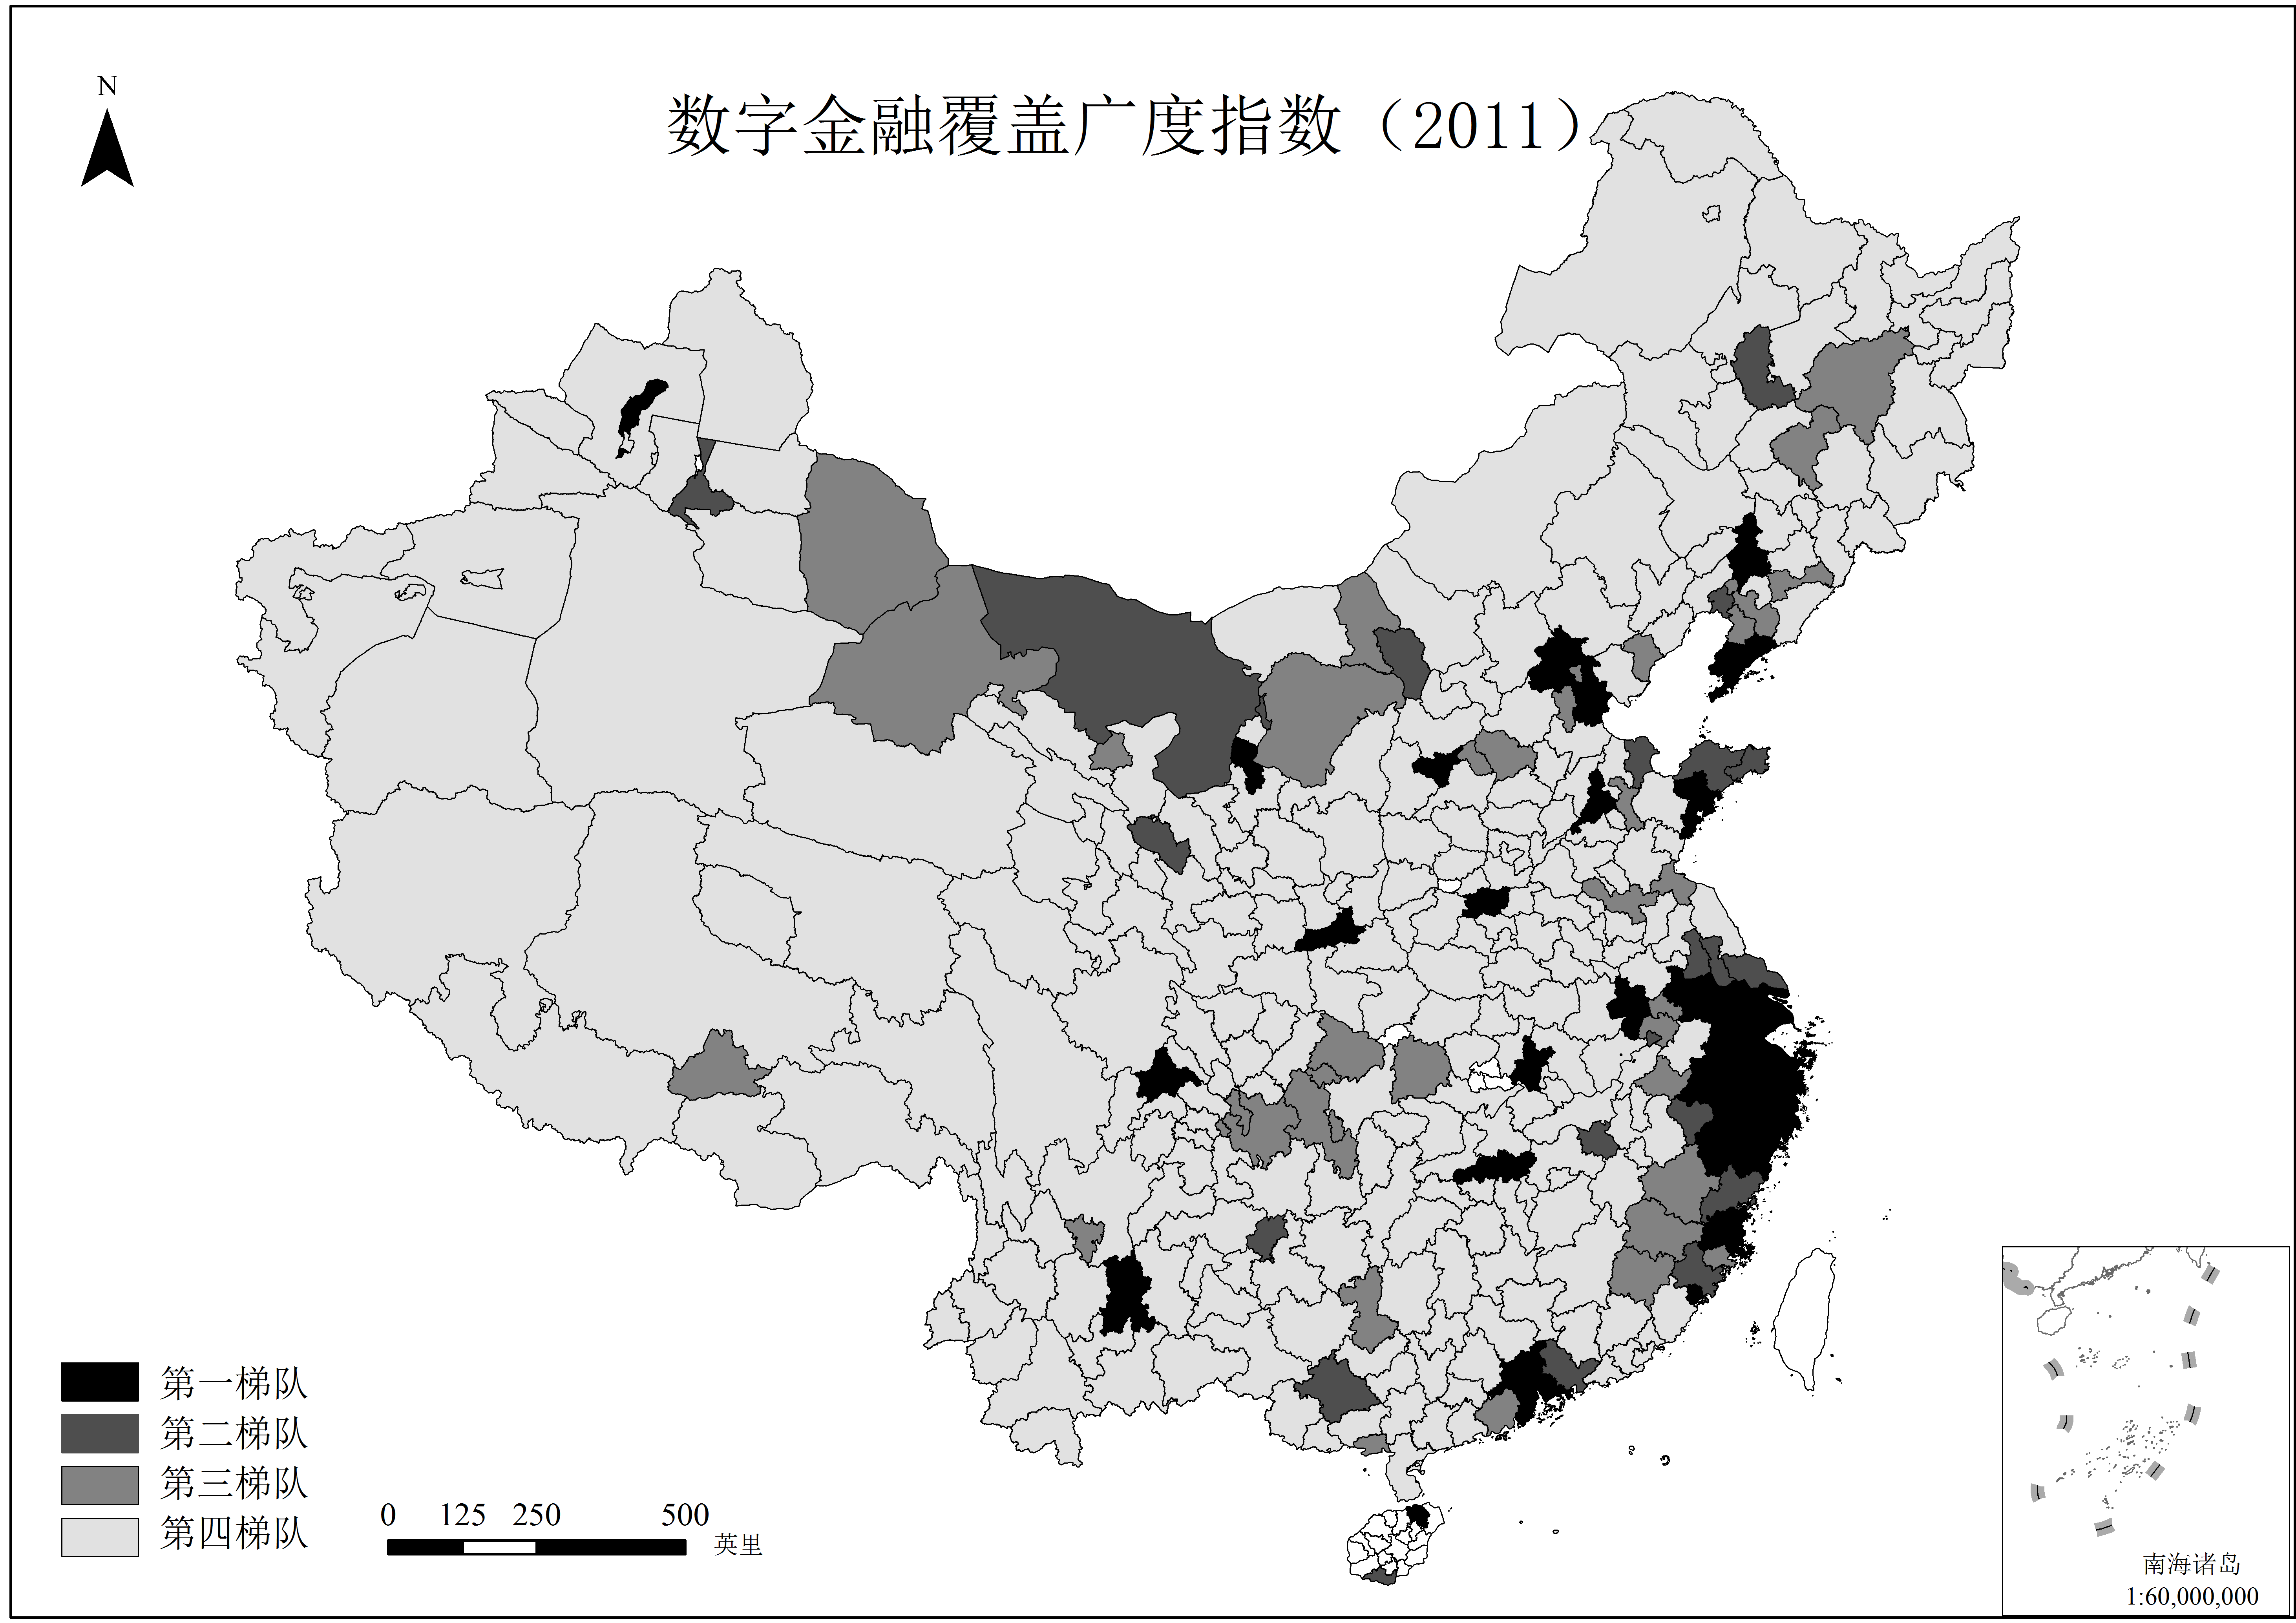 N
数字金融覆盖广度指数（2011）
第一梯队
第二梯队
第三梯队
第四梯队
0 125 250 500
英里
南海诸岛
1:60,000,000